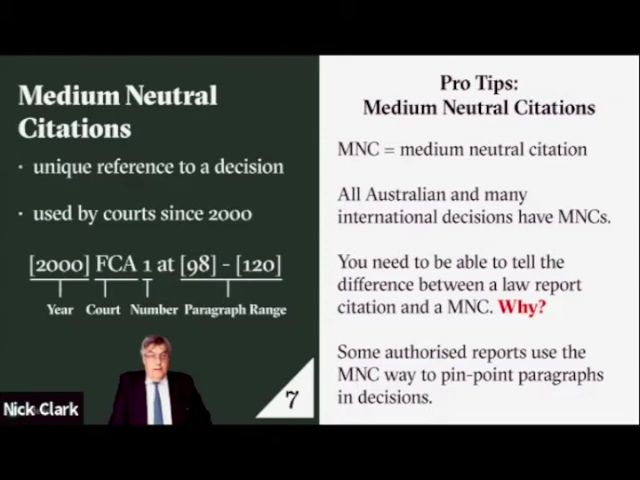 Medium Neutral
Citations
· unique reference to a decision
· used by courts since 2000
[2000] FCA 1 at [98] - [120]
Year Court Number Paragraph Range
7
Nick Clark
Pro Tips:
Medium Neutral Citations
MNC = medium neutral citation
All Australian and many
international decisions have MNCs.
You need to be able to tell the
difference between a law report
citation and a MNC. Why?
Some authorised reports use the
MNC way to pin-point paragraphs
in decisions.